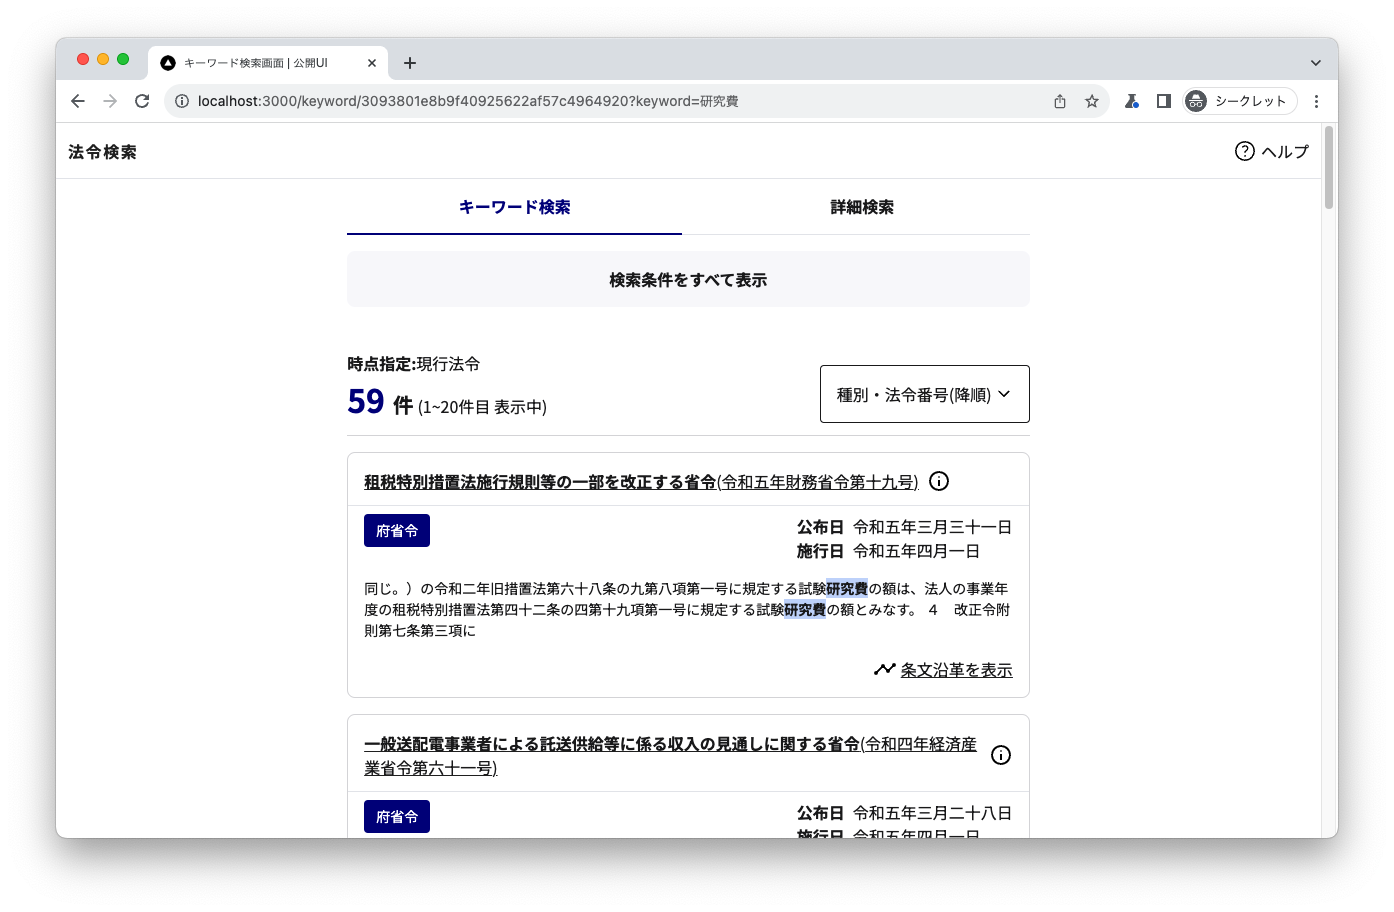 キーワード検索画面 | 公開UI
localhost:3000/keyword/3093801e8b9f40925622af57c4964920?keyword=研究費
シークレット
法令検索
ヘルプ
キーワード検索
詳細検索
検索条件をすべて表示
時点指定:現行法令
59 件 (1~20件目 表示中)
種別・法令番号(降順)
租税特別措置法施行規則等の一部を改正する省令(令和五年財務省令第十九号)
府省令
公布日 令和五年三月三十一日
施行日 令和五年四月一日
同じ。）の令和二年旧措置法第六十八条の九第八項第一号に規定する試験研究費の額は、法人の事業年
度の租税特別措置法第四十二条の四第十九項第一号に規定する試験研究費の額とみなす。 ４　改正令附
則第七条第三項に
条文沿革を表示
一般送配電事業者による託送供給等に係る収入の見通しに関する省令(令和四年経済産
業省令第六十一号)
府省令
公布日 令和五年三月二十八日
施行日 令和五年四月一日